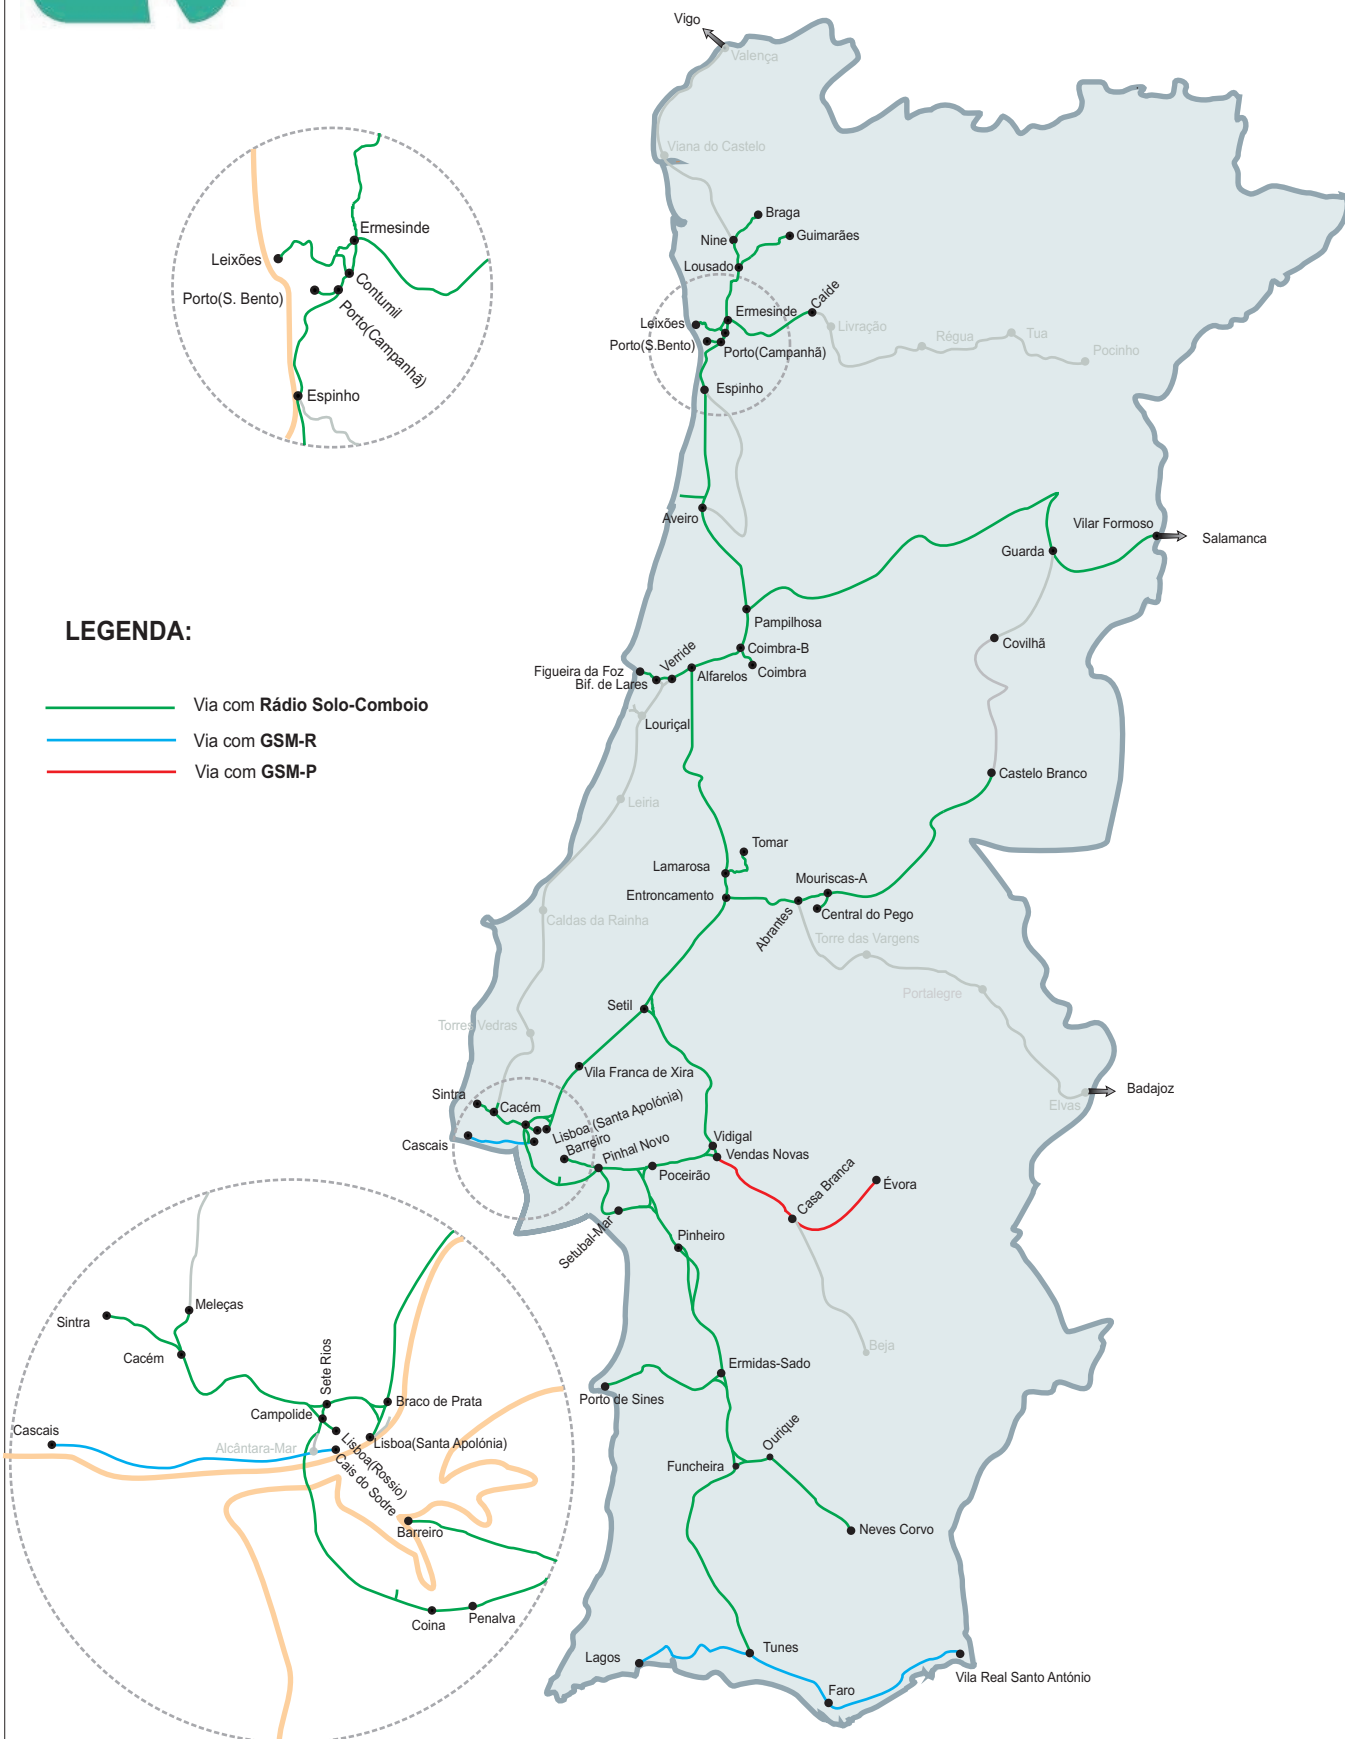 Vigo
Valença
Viana do Castelo
Braga
Guimarães
Nine
Lousado
Caide
Ermesinde
Leixões
Livração
Régua
Tua
Pocinho
Porto(S.Bento)
Porto(Campanhã)
Espinho
Ermesinde
Leixões
Contumil
Porto(S. Bento)
Porto(Campanhã)
Espinho
Aveiro
Vilar Formoso
Salamanca
Guarda
Pampilhosa
Covilhã
Coimbra-B
Verride
Figueira da Foz
Coimbra
Alfarelos
Bif. de Lares
Louriçal
LEGENDA:
Via com Rádio Solo-Comboio
Via com GSM-R
Via com GSM-P
Castelo Branco
Leiria
Tomar
Lamarosa
Mouriscas-A
Entroncamento
Abrantes
Central do Pego
Caldas da Rainha
Torre das Vargens
Portalegre
Setil
Torres Vedras
Vila Franca de Xira
Badajoz
Elvas
Sintra
Cacém
Lisboa (Santa Apolónia)
Cascais
Barreiro
Pinhal Novo
Vidigal
Vendas Novas
Poceirão
Casa Branca
Évora
Setubal-Mar
Pinheiro
Beja
Ermidas-Sado
Porto de Sines
Ourique
Funcheira
Neves Corvo
Meleças
Sintra
Cacém
Sete Rios
Braco de Prata
Campolide
Cascais
Lisboa(Santa Apolónia)
Alcântara-Mar
Lisboa(Rossio)
Cais do Sodre
Barreiro
Coina
Penalva
Lagos
Tunes
Faro
Vila Real Santo António